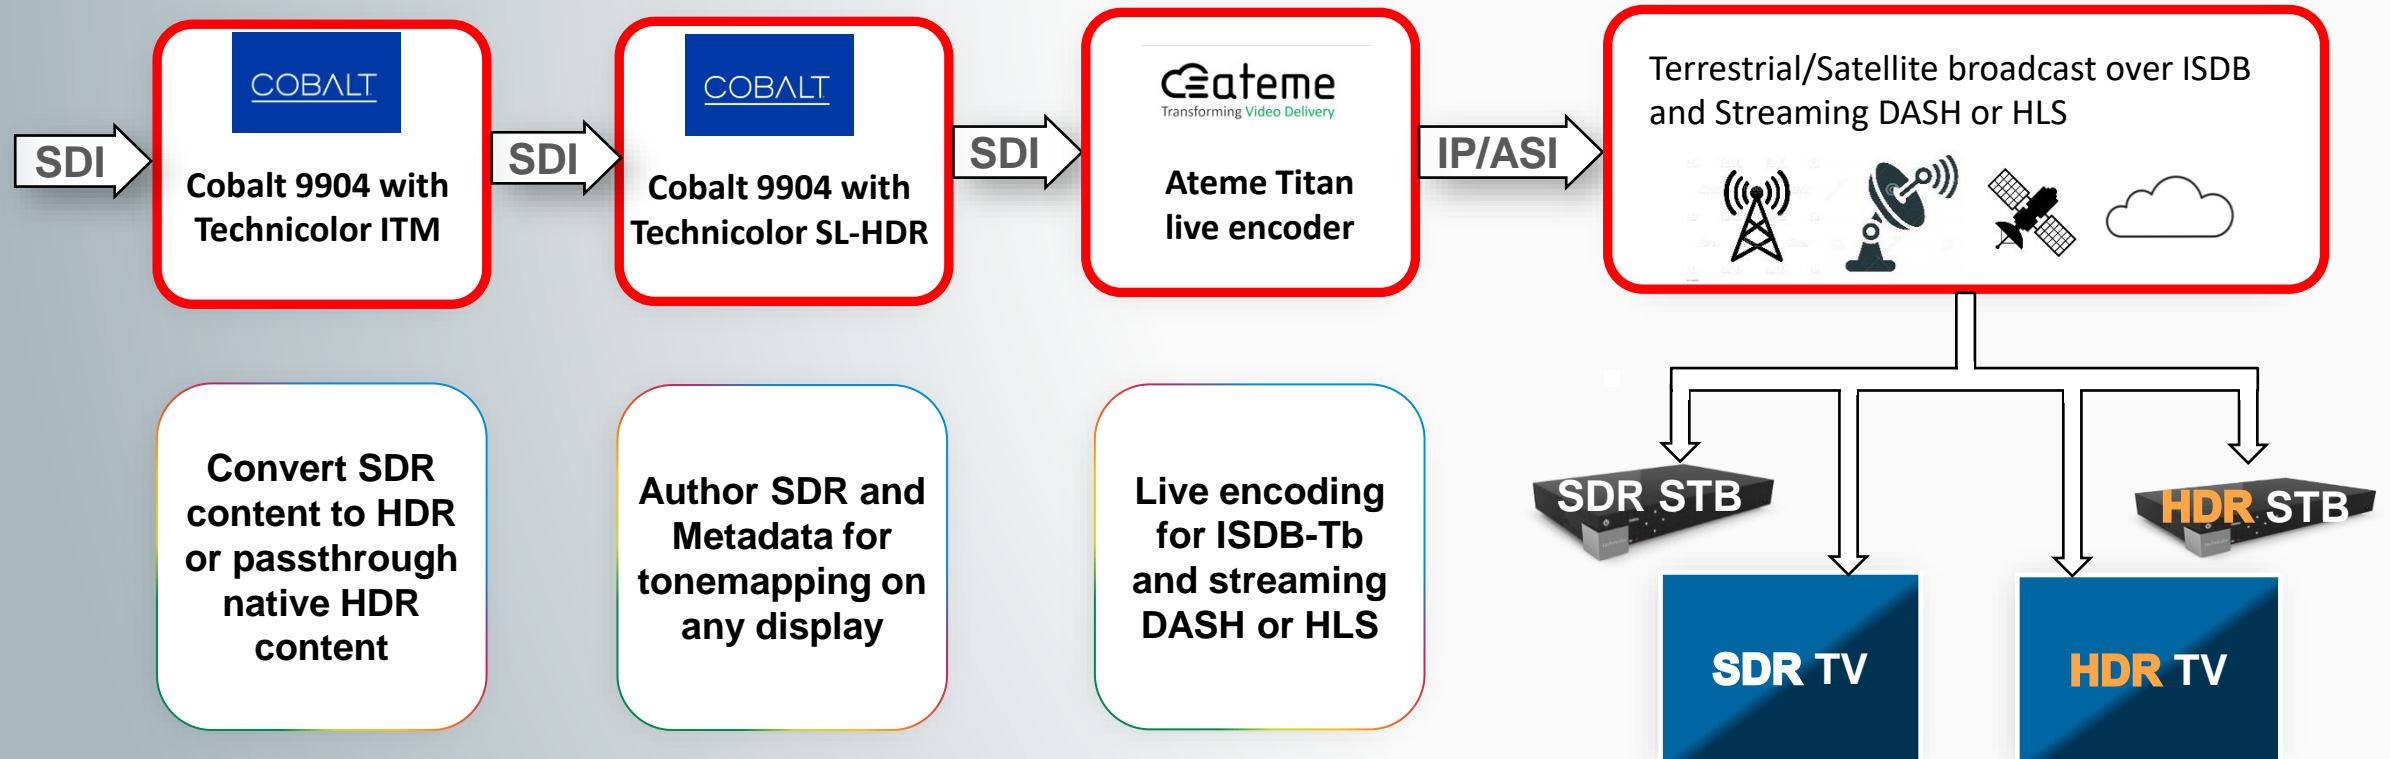 SDI
COBALT
Cobalt 9904 with
Technicolor ITM
SDI
COBALT
Cobalt 9904 with
Technicolor SL-HDR
SDI
ateme
Transforming Video Delivery
Ateme Titan
live encoder
IP/ASI
Terrestrial/Satellite broadcast over ISDB
and Streaming DASH or HLS
Convert SDR
content to HDR
or passthrough
native HDR
content
Author SDR and
Metadata for
tonemapping on
any display
Live encoding
for ISDB-Tb
and streaming
DASH or HLS
SDR STB
HDR STB
SDR TV
HDR TV